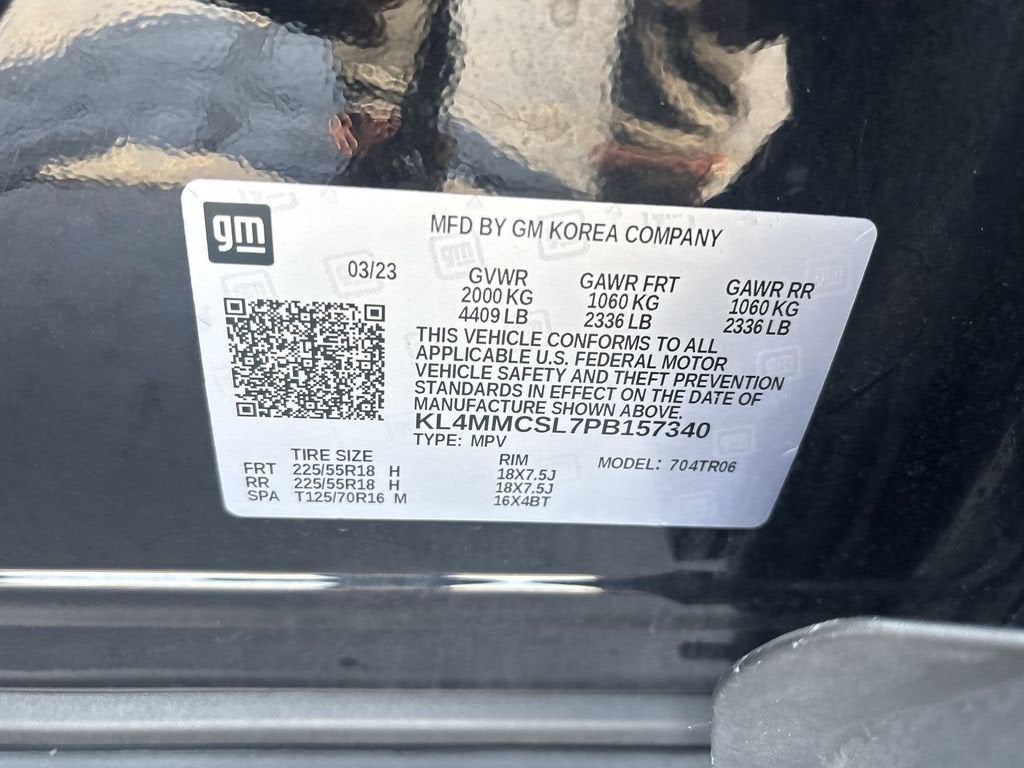 gm
MFD BY GM KOREA COMPANY
03/23
GVWR GAWR FRT GAWR RR
2000 KG 1060 KG 1060 KG
4409 LB 2336 LB 2336 LB
THIS VEHICLE CONFORMS TO ALL
APPLICABLE U.S. FEDERAL MOTOR
VEHICLE SAFETY AND THEFT PREVENTION
STANDARDS IN EFFECT ON THE DATE OF
MANUFACTURE SHOWN ABOVE.
KL4MMCSL7PB157340
TYPE: MPV
TIRE SIZE RIM MODEL: 704TR06
FRT 225/55R18 H 18X7.5J
RR 225/55R18 H 18X7.5J
SPA T125/70R16 M 16X4BT